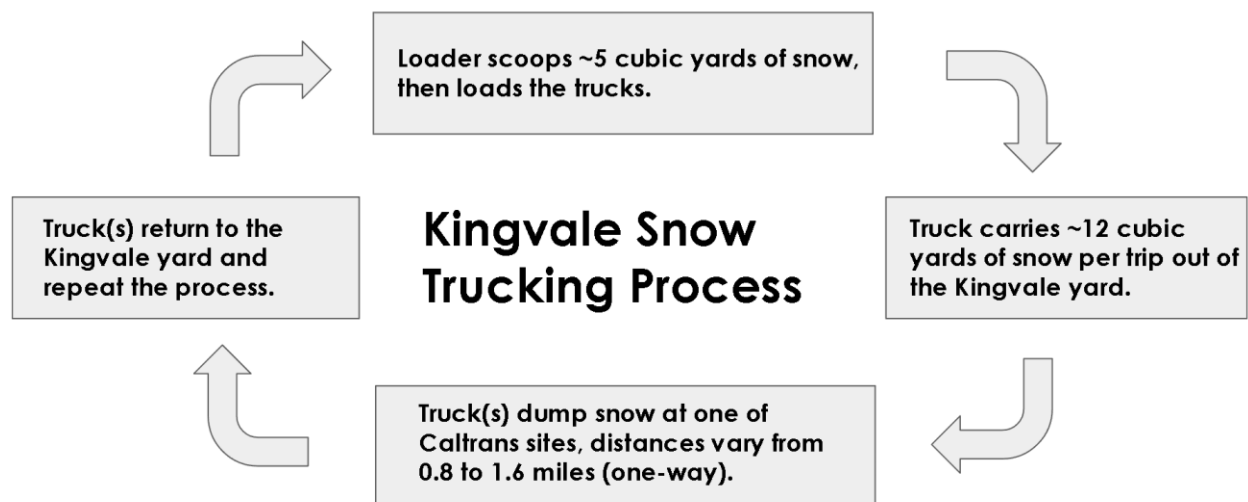 Loader scoops ~5 cubic yards of snow,
then loads the trucks.
Truck(s) return to the
Kingvale yard and
repeat the process.
Kingvale Snow
Trucking Process
Truck carries ~12 cubic
yards of snow per trip out of
the Kingvale yard.
Truck(s) dump snow at one of
Caltrans sites, distances vary from
0.8 to 1.6 miles (one-way).